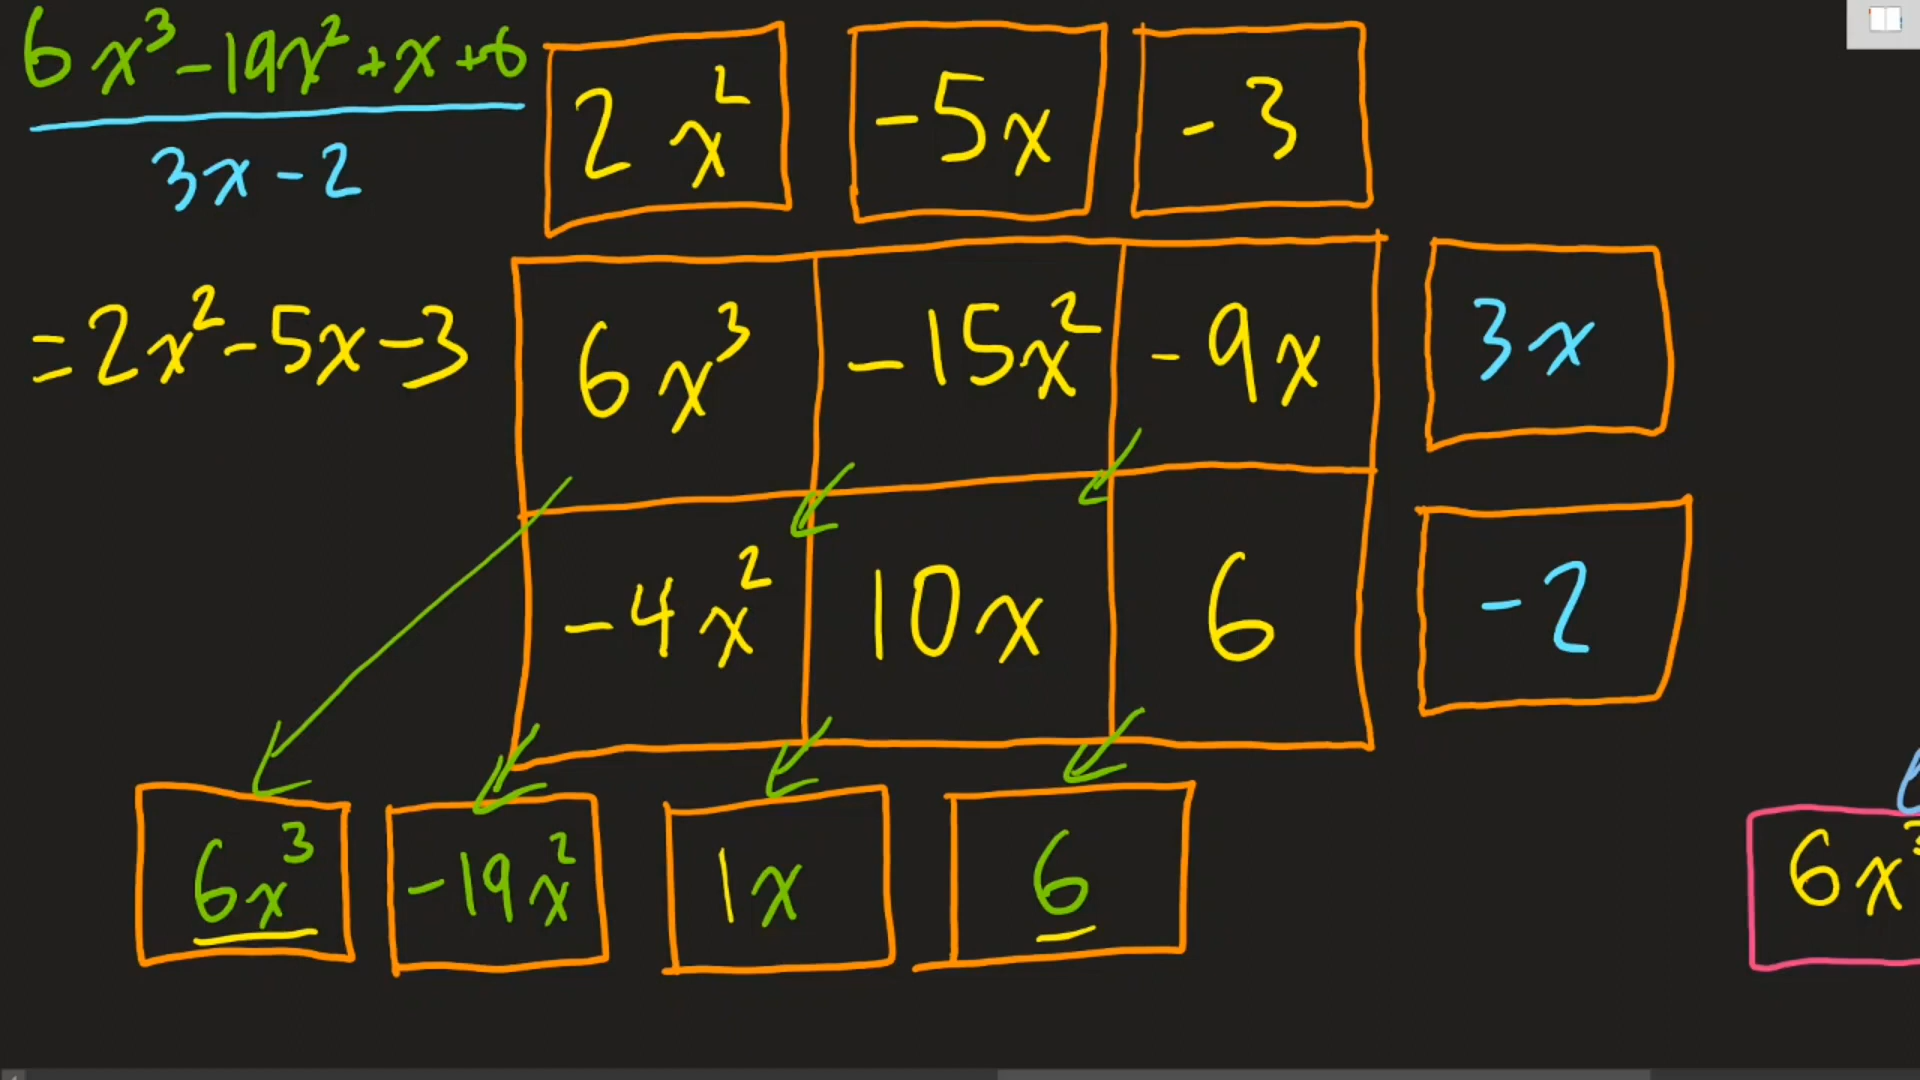 6x³-19x²+x+6
3x-2
=2x²-5x-3
2x² -5x -3
6x³ -15x² -9x 3x
-4x² 10x 6 -2
6x³ -19x² 1x 6
6x³